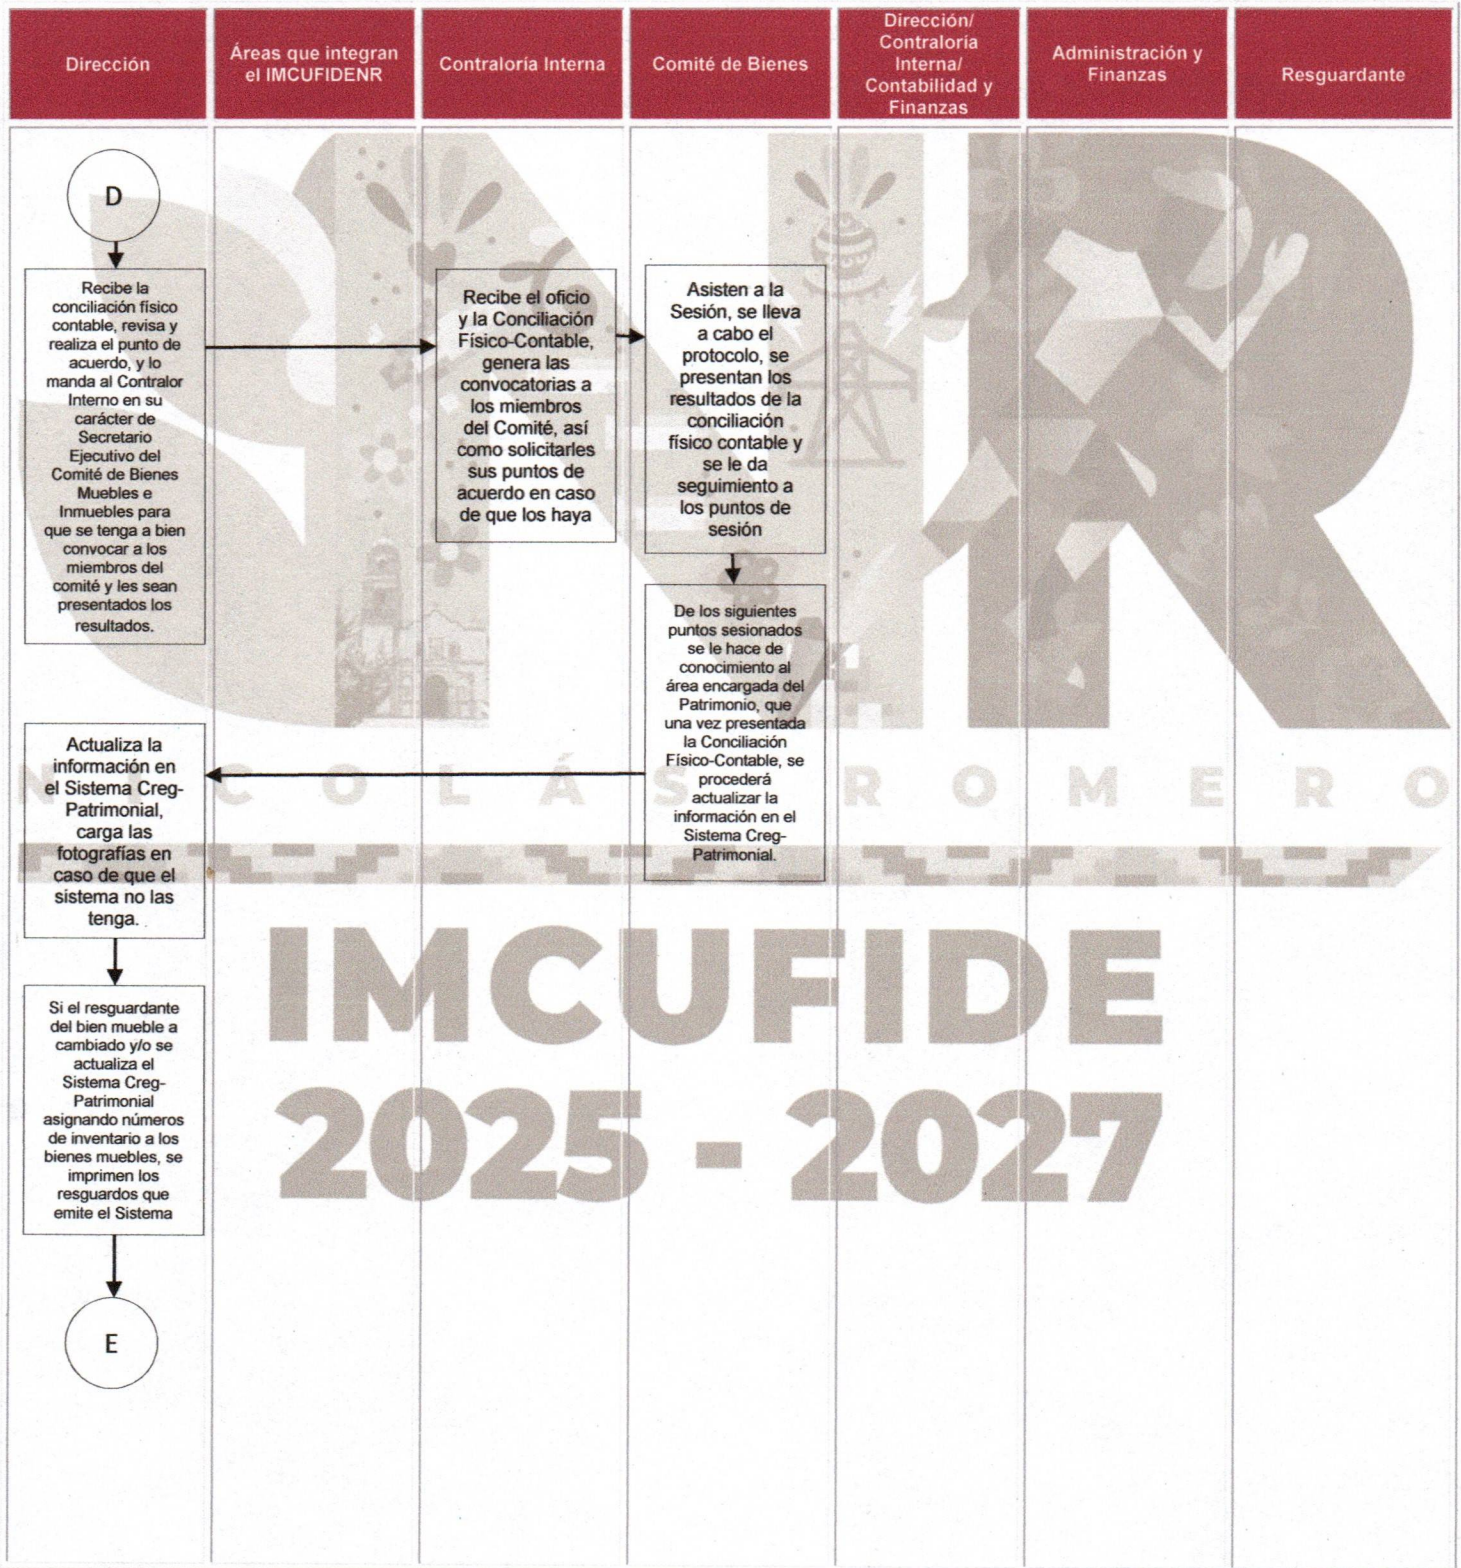 Dirección
Áreas que integran
el IMCUFIDENR
Contraloría Interna
Comité de Bienes
Dirección/
Contraloría
Interna/
Contabilidad y
Finanzas
Administración y
Finanzas
Resguardante
D
Recibe la
conciliación físico
contable, revisa y
realiza el punto de
acuerdo, y lo
manda al Contralor
Interno en su
carácter de
Secretario
Ejecutivo del
Comité de Bienes
Muebles e
Inmuebles para
que se tenga a bien
convocar a los
miembros del
comité y les sean
presentados los
resultados.
Recibe el oficio
y la Conciliación
Físico-Contable,
genera las
convocatorias a
los miembros
del Comité, así
como solicitarles
sus puntos de
acuerdo en caso
de que los haya
Asisten a la
Sesión, se lleva
a cabo el
protocolo, se
presentan los
resultados de la
conciliación
físico contable y
se le da
seguimiento a
los puntos de
sesión
De los siguientes
puntos sesionados
se le hace de
conocimiento al
área encargada del
Patrimonio, que
una vez presentada
la Conciliación
Físico-Contable, se
procederá
actualizar la
información en el
Sistema Creg-
Patrimonial.
Actualiza la
información en
el Sistema Creg-
Patrimonial,
carga las
fotografías en
caso de que el
sistema no las
tenga.
Si el resguardante
del bien mueble a
cambiado y/o se
actualiza el
Sistema Creg-
Patrimonial
asignando números
de inventario a los
bienes muebles, se
imprimen los
resguardos que
emite el Sistema
E
SNR
NICOLÁS ROMERO
IMCUFIDE
2025 - 2027